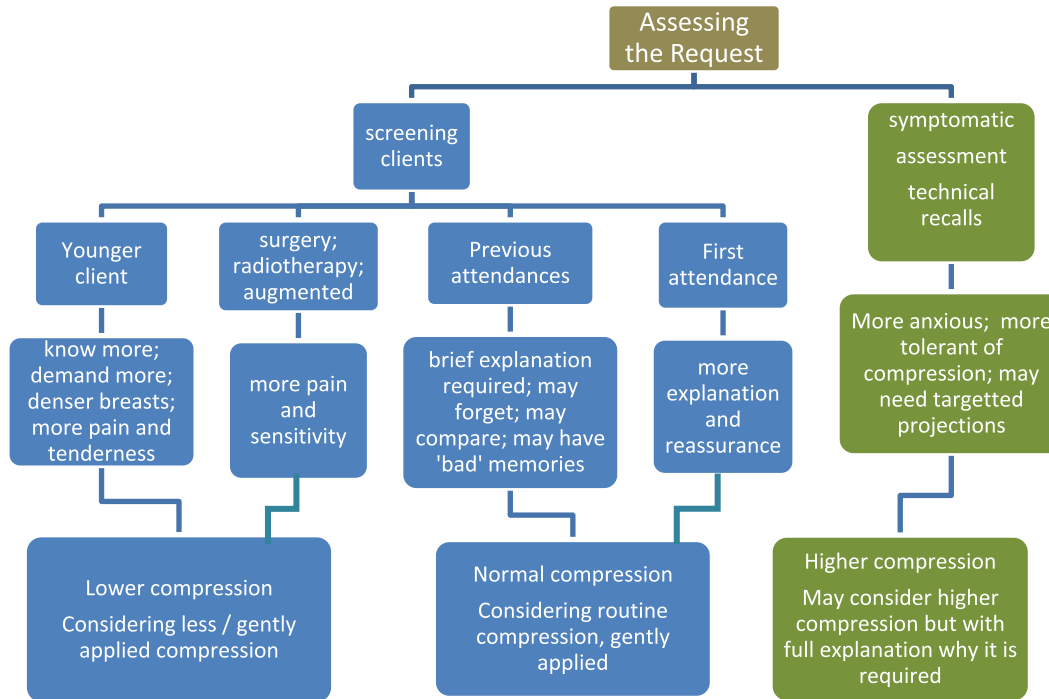 Assessing
the Request
screening
clients
symptomatic
assessment
technical
recalls
Younger
client
surgery;
radiotherapy;
augmented
Previous
attendances
First
attendance
know more;
demand more;
denser breasts;
more pain and
tenderness
more pain
and
sensitivity
brief explanation
required; may
forget; may
compare; may have
'bad' memories
more
explanation
and
reassurance
More anxious;  more
tolerant of
compression; may
need targetted
projections
Lower compression
Considering less / gently
applied compression
Normal compression
Considering routine
compression, gently
applied
Higher compression
May consider higher
compression but with
full explanation why it is
required